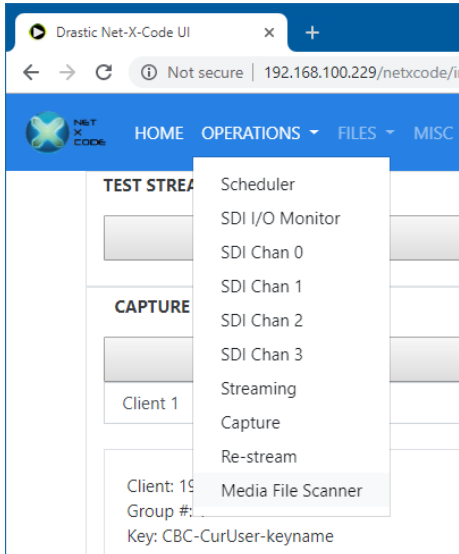 Drastic Net-X-Code UI
Not secure | 192.168.100.229/netxcode/
NET
X
CODE
HOME OPERATIONS FILES MISC
TEST
Scheduler
SDI I/O Monitor
SDI Chan 0
SDI Chan 1
CAPTURE
SDI Chan 2
SDI Chan 3
Client 1
Streaming
Capture
Re-stream
Media File Scanner
Client:
Group #:
Key: CBC-CurUser-keyname